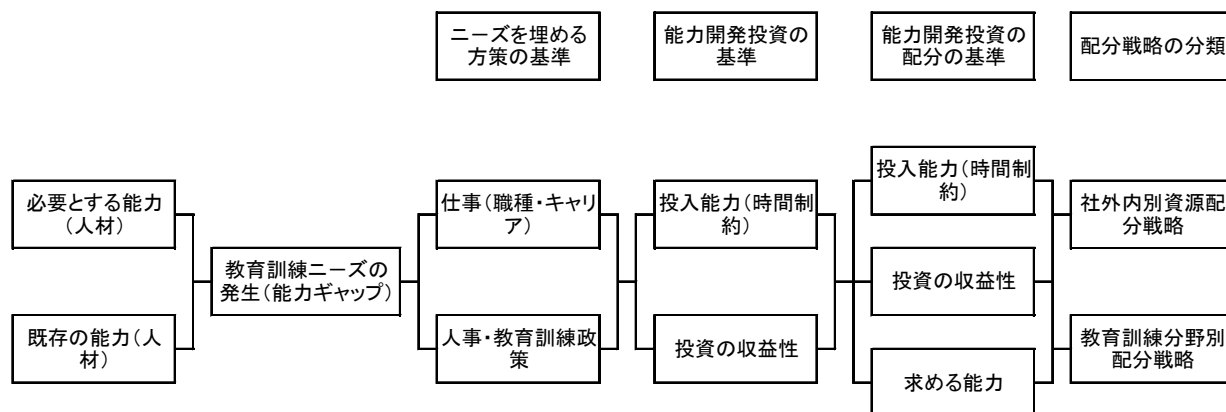 ニーズを埋める
方策の基準
能力開発投資の
基準
能力開発投資の
配分の基準
配分戦略の分類
必要とする能力
(人材)
既存の能力(人
材)
教育訓練ニーズの
発生(能力ギャップ)
仕事(職種・キャリ
ア)
人事・教育訓練政
策
投入能力(時間制
約)
投資の収益性
投入能力(時間制
約)
投資の収益性
求める能力
社外内別資源配
分戦略
教育訓練分野別
配分戦略